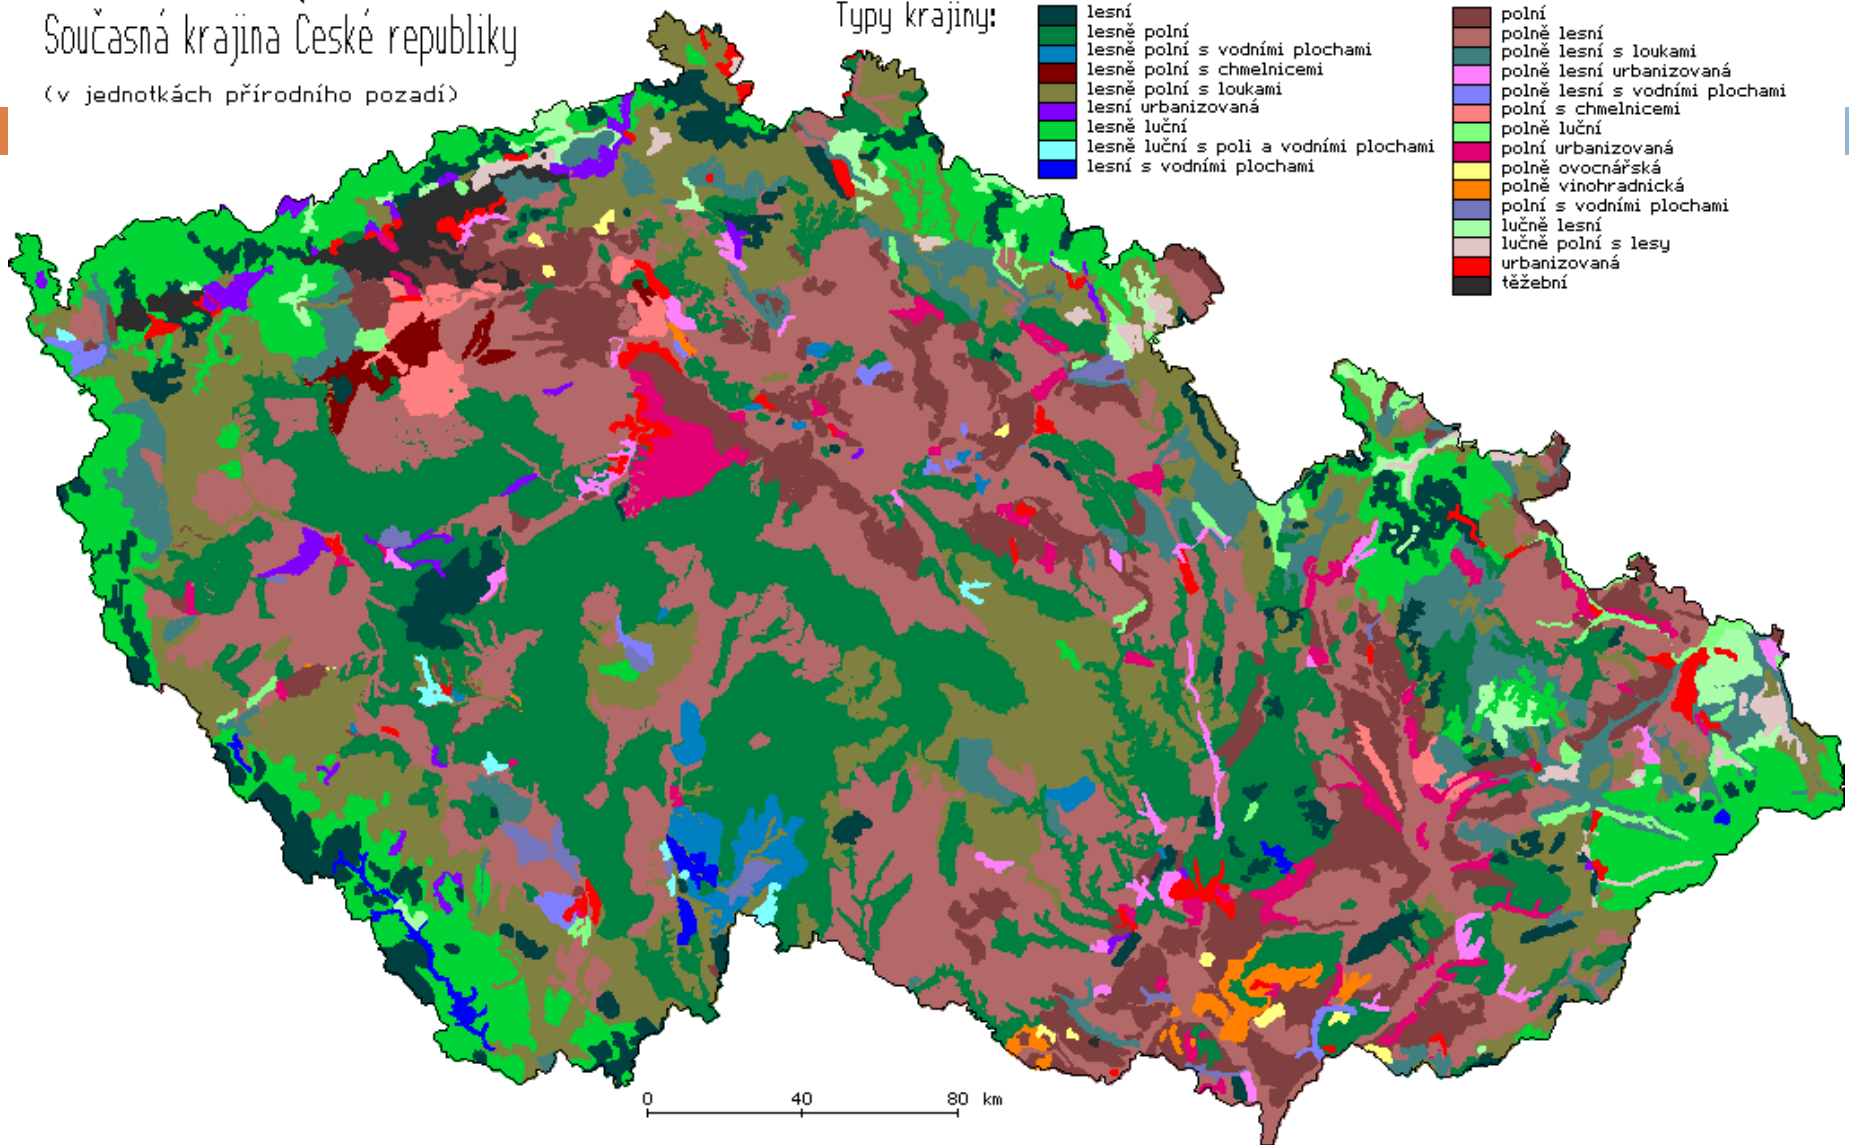 Současná krajina České republiky
(v jednotkách přírodního pozadí)
Typy krajiny:
lesní
lesně polní
lesně polní s vodními plochami
lesně polní s chmelnicemi
lesně polní s loukami
lesní urbanizovaná
lesně luční
lesně luční s poli a vodními plochami
lesní s vodními plochami
polní
polně lesní
polně lesní s loukami
polně lesní urbanizovaná
polně lesní s vodními plochami
polní s chmelnicemi
polně luční
polní urbanizovaná
polně ovocnářská
polně vinohradnická
polní s vodními plochami
lučně lesní
lučně polní s lesy
urbanizovaná
těžební
0 40 80 km